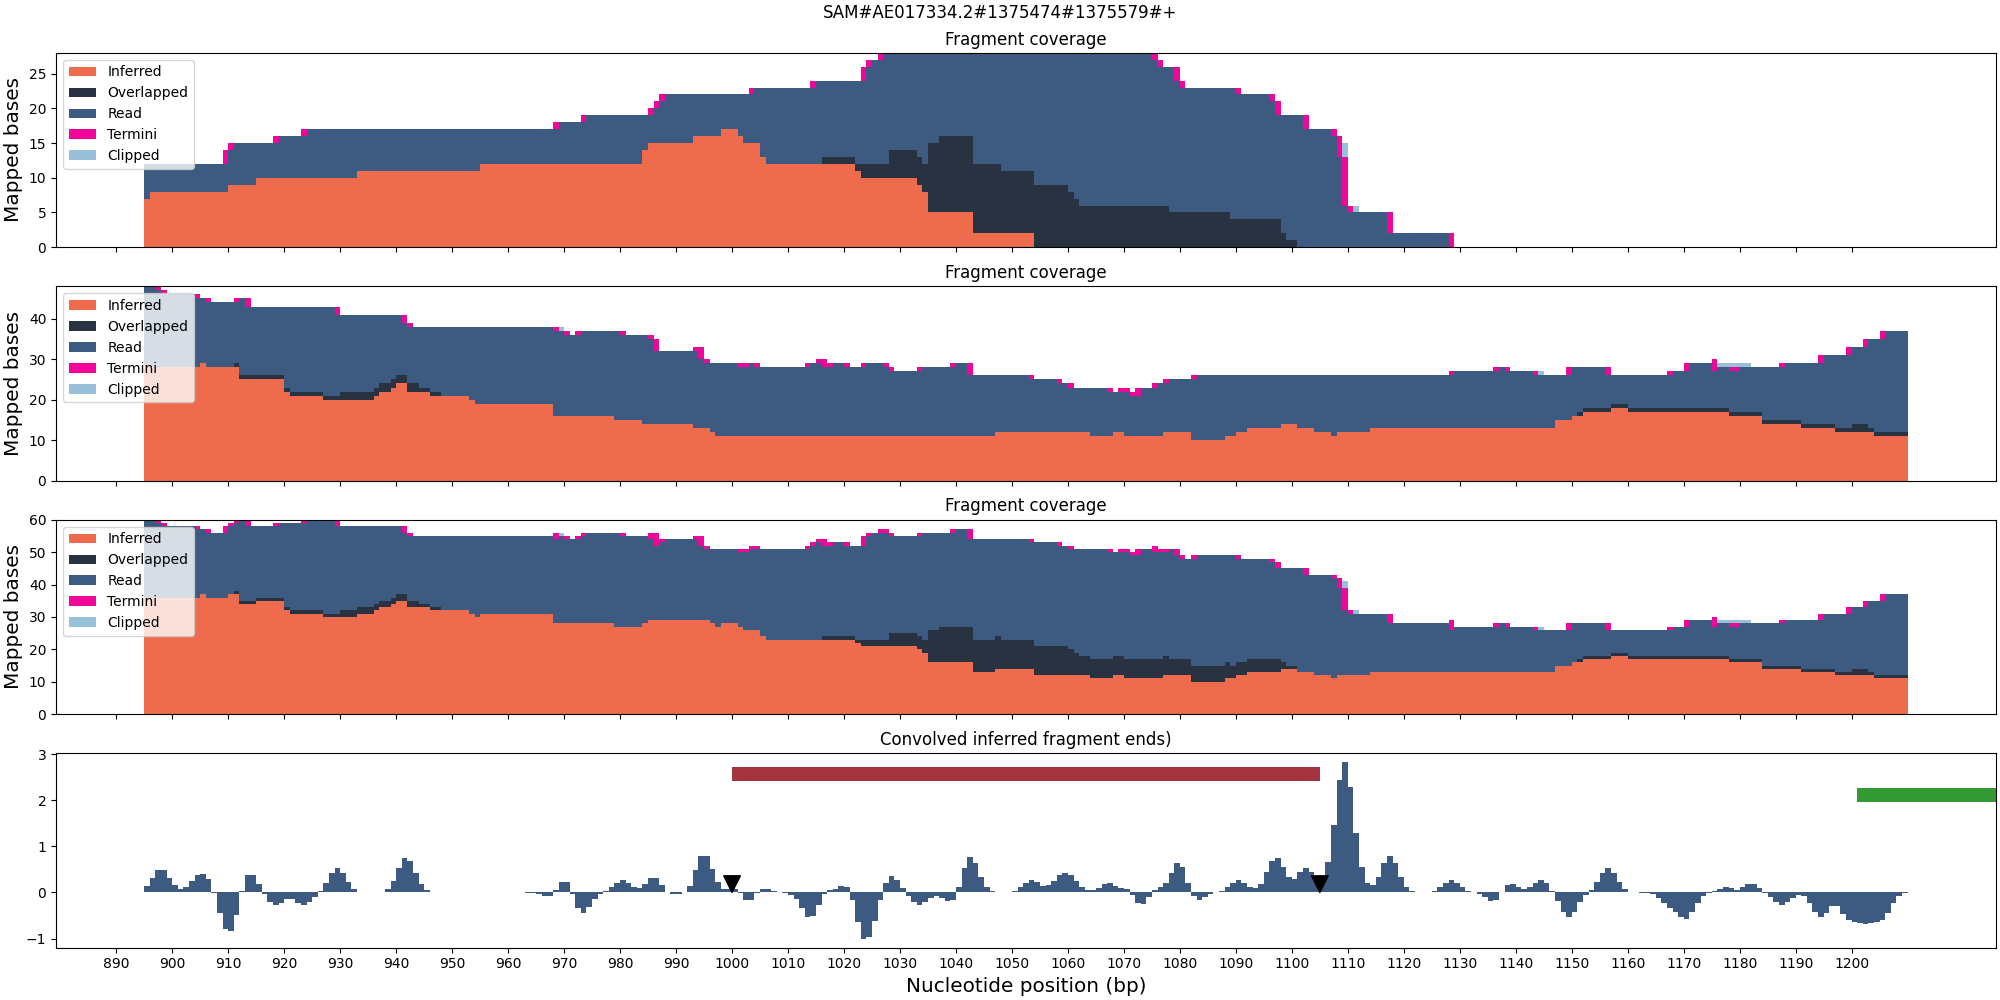 SAM#AE017334.2#1375474#1375579#+
Fragment coverage
Mapped bases
25
20
15
10
5
0
Inferred
Overlapped
Read
Termini
Clipped
Fragment coverage
Mapped bases
40
30
20
10
0
Inferred
Overlapped
Read
Termini
Clipped
Fragment coverage
Mapped bases
60
50
40
30
20
10
0
Inferred
Overlapped
Read
Termini
Clipped
Convolved inferred fragment ends)
3
2
1
0
−1
890 900 910 920 930 940 950 960 970 980 990 1000 1010 1020 1030 1040 1050 1060 1070 1080 1090 1100 1110 1120 1130 1140 1150 1160 1170 1180 1190 1200
Nucleotide position (bp)